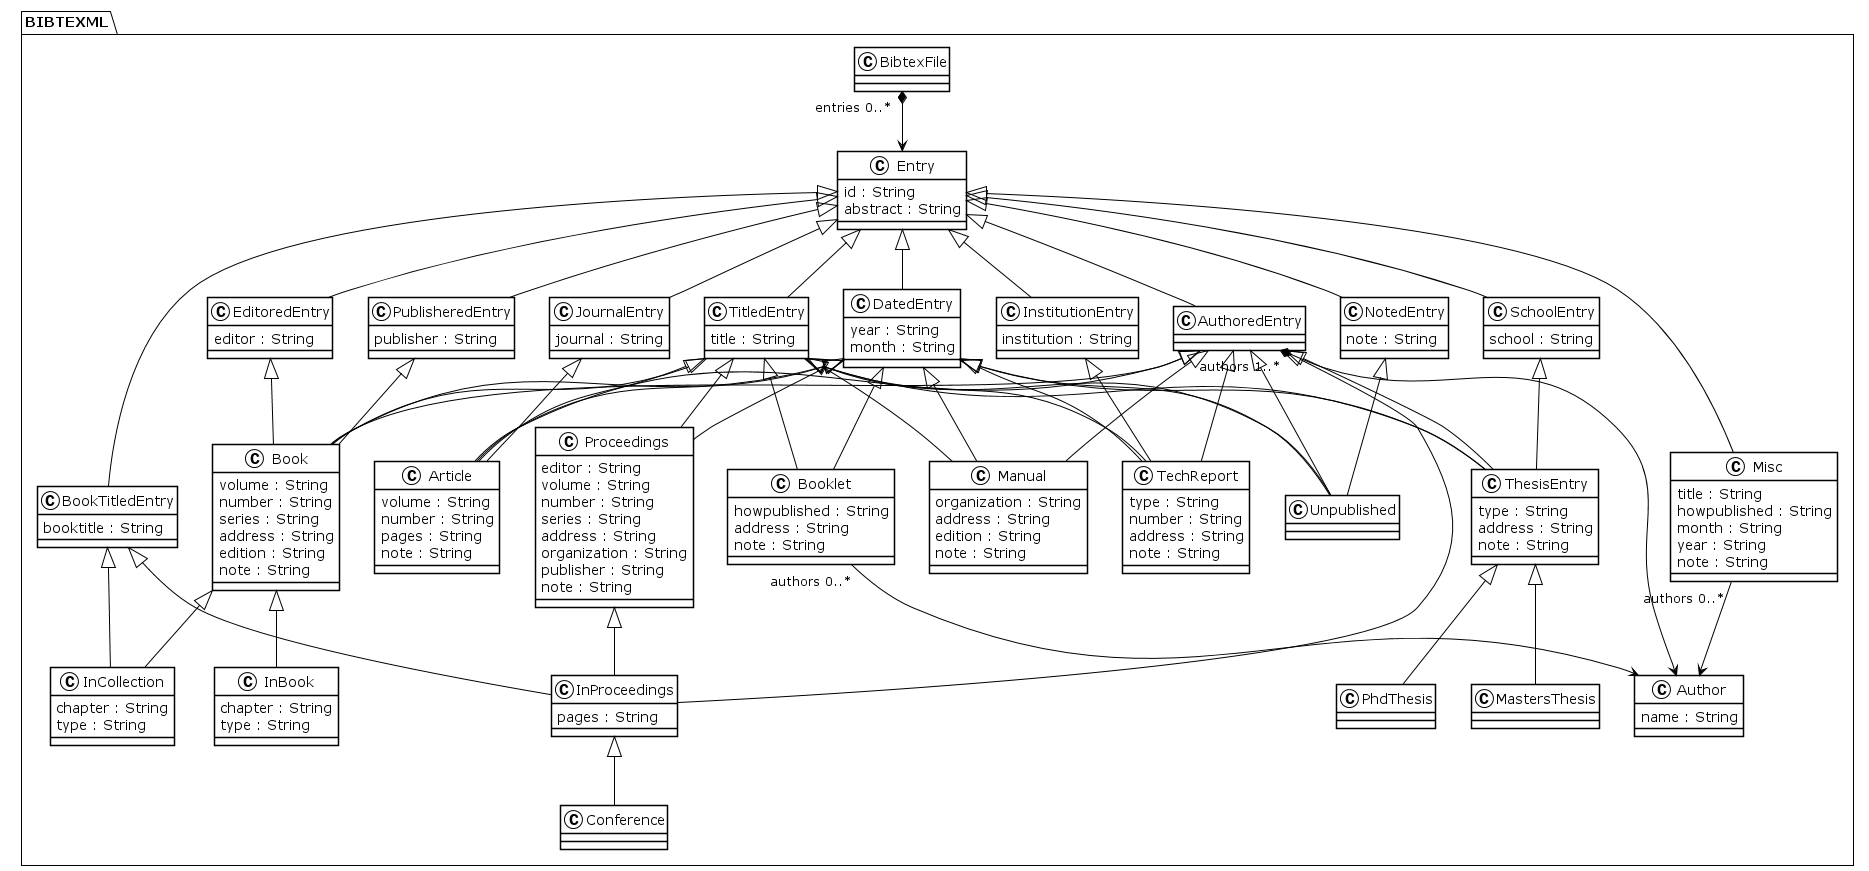 BIBTEXML
C BibtexFile
entries 0..*
C Entry
id : String
abstract : String
C EditoredEntry
editor : String
C PublisheredEntry
publisher : String
C JournalEntry
journal : String
C TitledEntry
title : String
C DatedEntry
year : String
month : String
C InstitutionEntry
institution : String
C AuthoredEntry
C NotedEntry
note : String
C SchoolEntry
school : String
authors 1..*
C BookTitledEntry
booktitle : String
C Book
volume : String
number : String
series : String
address : String
edition : String
note : String
C Article
volume : String
number : String
pages : String
note : String
C Proceedings
editor : String
volume : String
number : String
series : String
address : String
organization : String
publisher : String
note : String
C Booklet
howpublished : String
address : String
note : String
C Manual
organization : String
address : String
edition : String
note : String
C TechReport
type : String
number : String
address : String
note : String
C Unpublished
C ThesisEntry
type : String
address : String
note : String
C Misc
title : String
howpublished : String
month : String
year : String
note : String
authors 0..*
authors 0..*
C InCollection
chapter : String
type : String
C InBook
chapter : String
type : String
C InProceedings
pages : String
C PhdThesis
C MastersThesis
C Author
name : String
C Conference